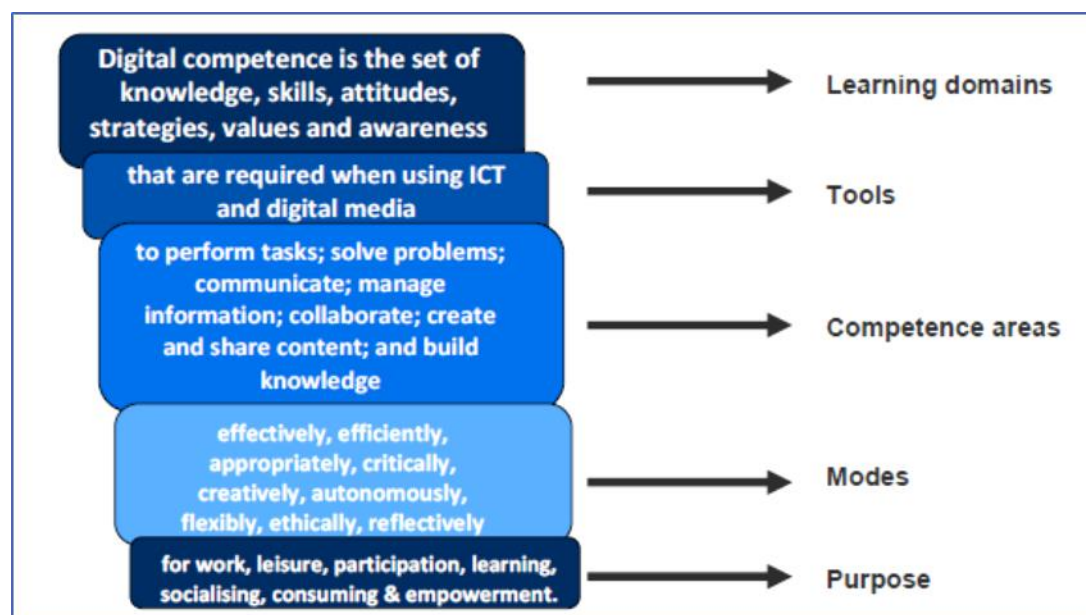 Digital competence is the set of
knowledge, skills, attitudes,
strategies, values and awareness
Learning domains
that are required when using ICT
and digital media
Tools
to perform tasks; solve problems;
communicate; manage
information; collaborate; create
and share content; and build
knowledge
Competence areas
effectively, efficiently,
appropriately, critically,
creatively, autonomously,
flexibly, ethically, reflectively
Modes
for work, leisure, participation, learning,
socialising, consuming & empowerment.
Purpose